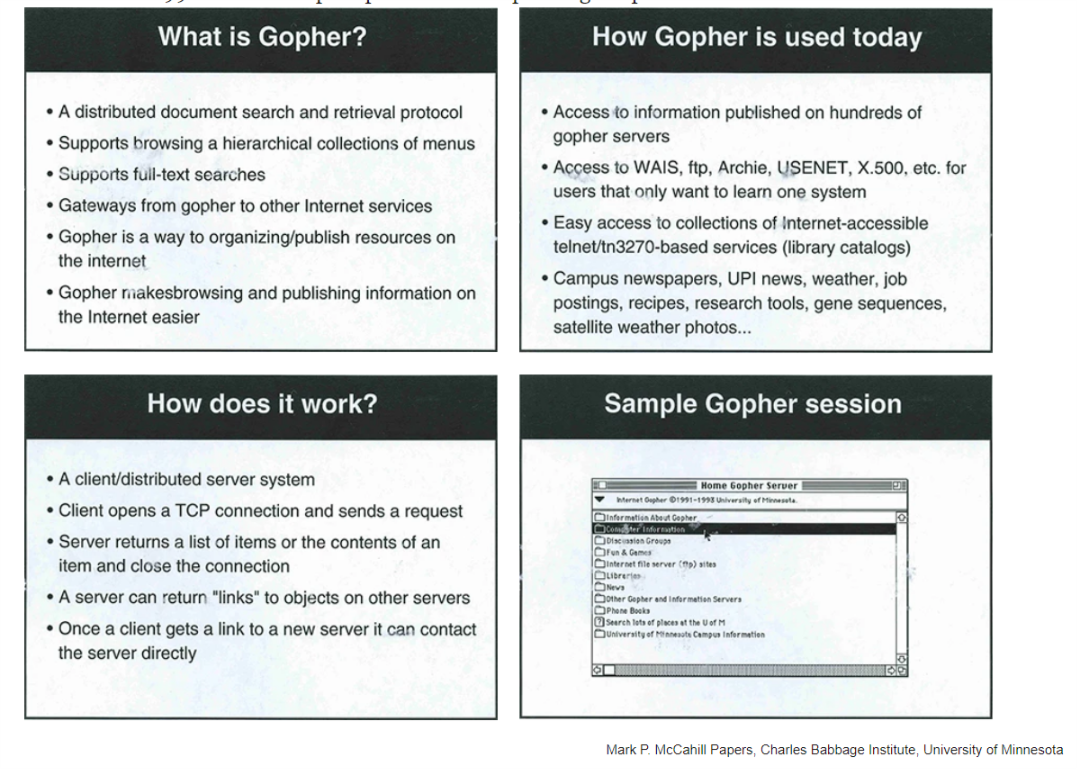 What is Gopher?
• A distributed document search and retrieval protocol
• Supports browsing a hierarchical collections of menus
• Supports full-text searches
• Gateways from gopher to other Internet services
• Gopher is a way to organizing/publish resources on
the internet
• Gopher makesbrowsing and publishing information on
the Internet easier
How Gopher is used today
• Access to information published on hundreds of
gopher servers
• Access to WAIS, ftp, Archie, USENET, X.500, etc. for
users that only want to learn one system
• Easy access to collections of Internet-accessible
telnet/tn3270-based services (library catalogs)
• Campus newspapers, UPI news, weather, job
postings, recipes, research tools, gene sequences,
satellite weather photos...
How does it work?
• A client/distributed server system
• Client opens a TCP connection and sends a request
• Server returns a list of items or the contents of an
item and close the connection
• A server can return "links" to objects on other servers
• Once a client gets a link to a new server it can contact
the server directly
Sample Gopher session
Home Gopher Server
Internet Gopher ©1991-1993 University of Minnesota.
Information About Gopher
Computer Information
Discussion Groups
Fun & Games
Internet file server (ftp) sites
Libraries
News
Other Gopher and Information Servers
Phone Books
Search lots of places at the U of M
University of Minnesota Campus Information
Mark P. McCahill Papers, Charles Babbage Institute, University of Minnesota